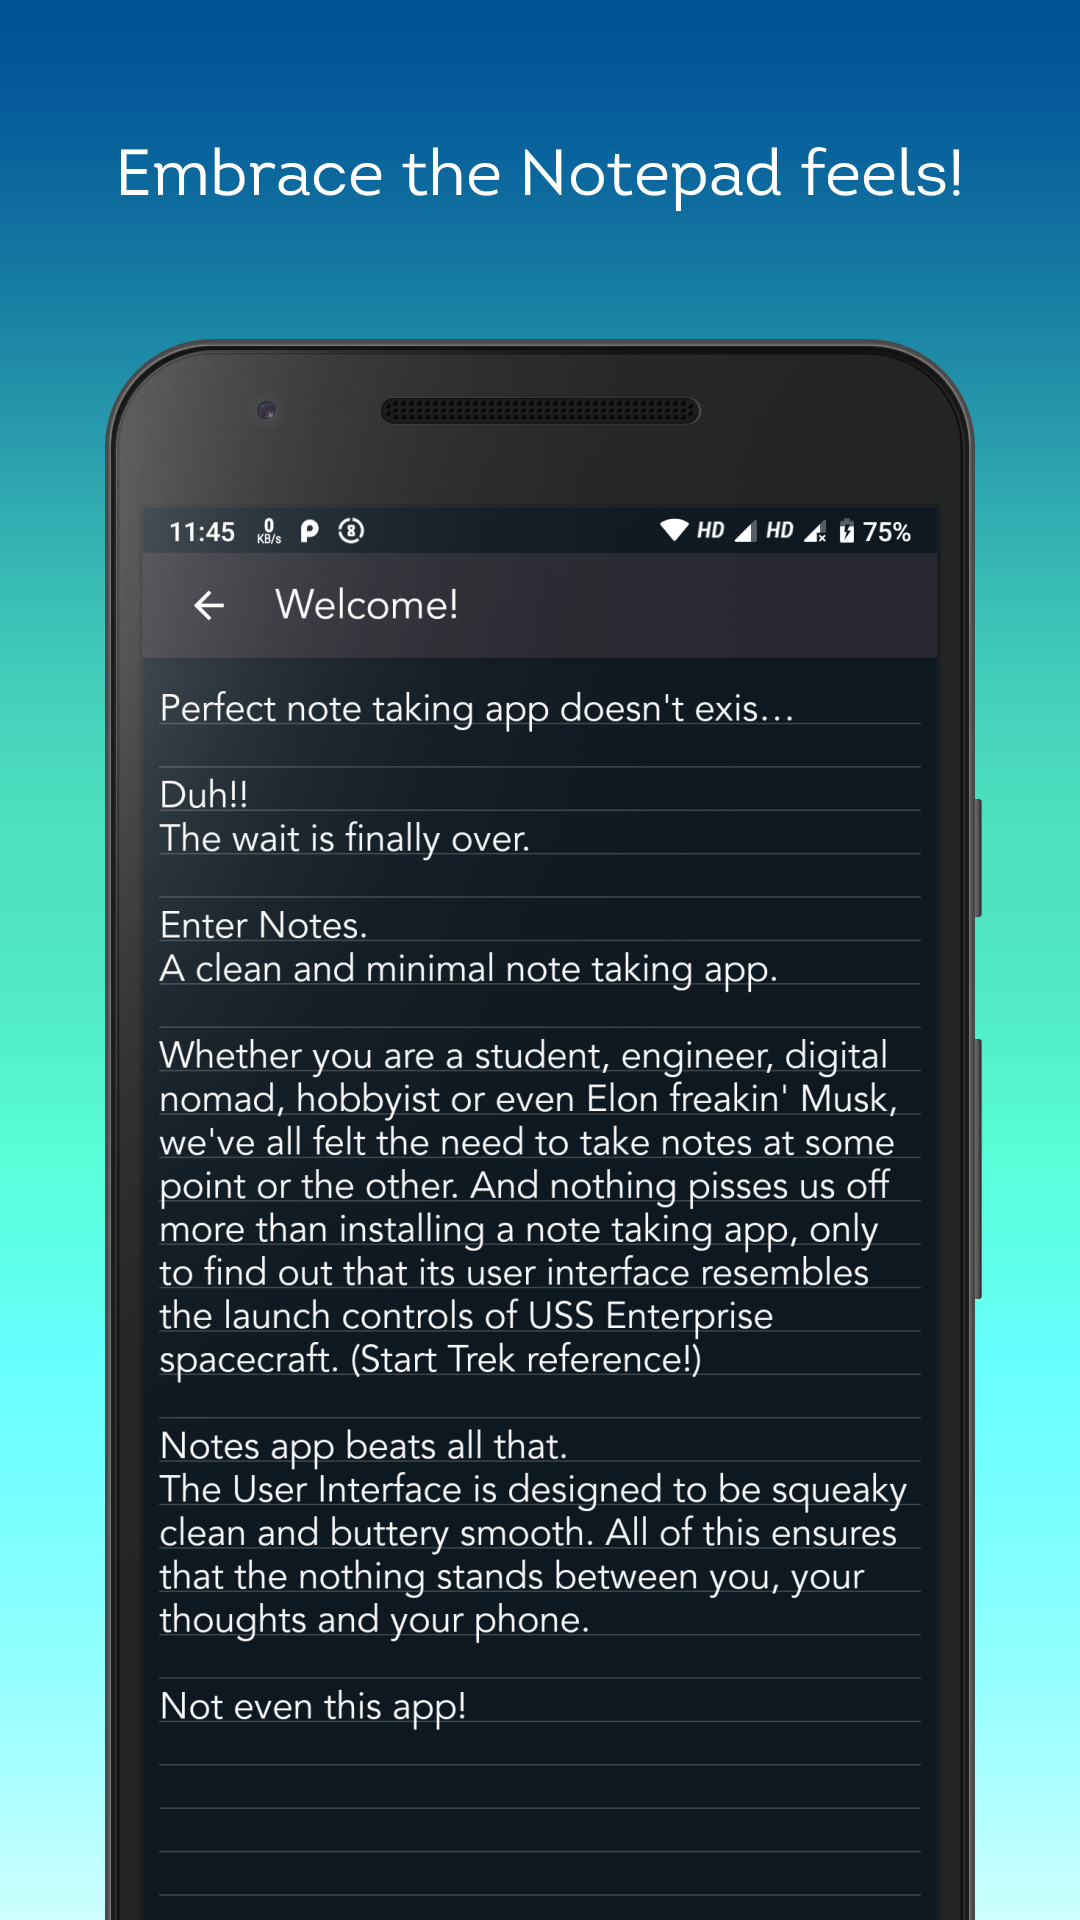 Embrace the Notepad feels!
11:45 0 KB/s 8 HD HD 75%
Welcome!
Perfect note taking app doesn't exis...
Duh!!
The wait is finally over.
Enter Notes.
A clean and minimal note taking app.
Whether you are a student, engineer, digital
nomad, hobbyist or even Elon freakin' Musk,
we've all felt the need to take notes at some
point or the other. And nothing pisses us off
more than installing a note taking app, only
to find out that its user interface resembles
the launch controls of USS Enterprise
spacecraft. (Start Trek reference!)
Notes app beats all that.
The User Interface is designed to be squeaky
clean and buttery smooth. All of this ensures
that the nothing stands between you, your
thoughts and your phone.
Not even this app!